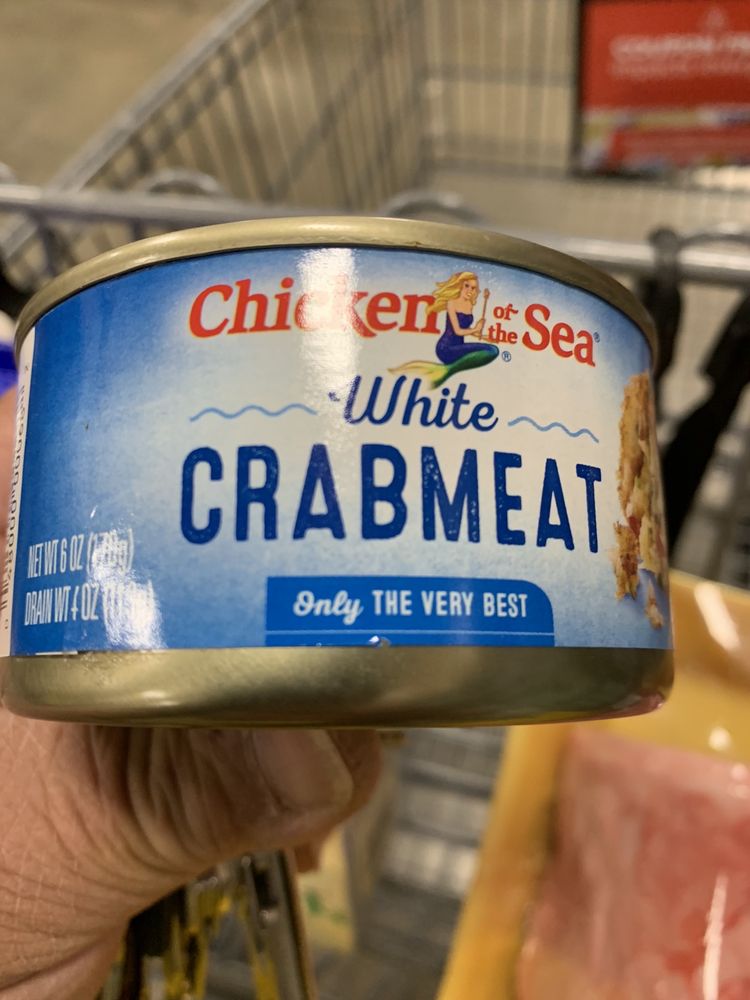 Chicken of the Sea®
®
White
CRABMEAT
NET WT 6 OZ
DRAIN WT 4 OZ
Only THE VERY BEST